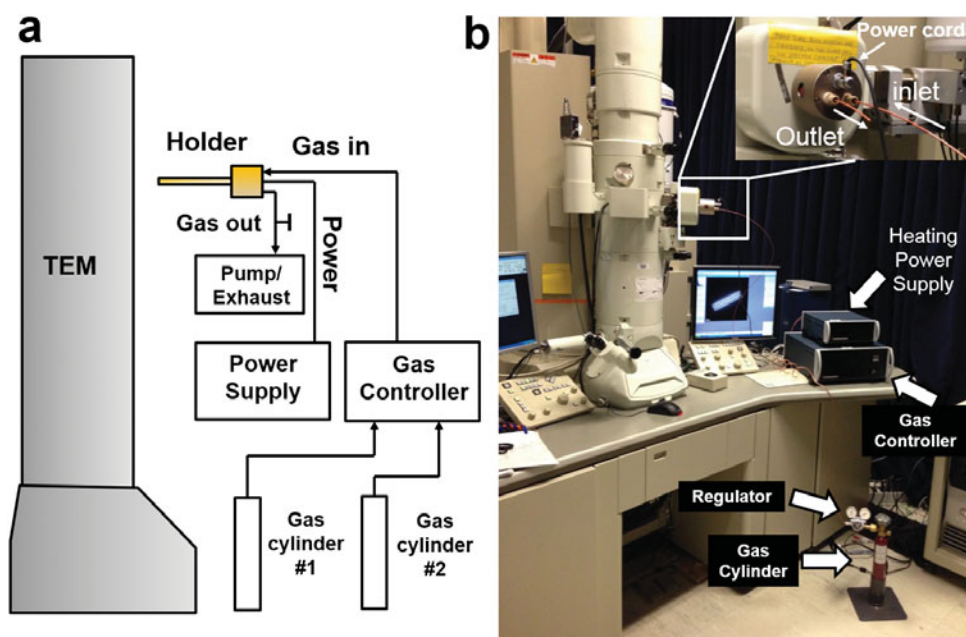 a
Holder
Gas in
Gas out
Power
TEM
Pump/
Exhaust
Power
Supply
Gas
Controller
Gas
cylinder
#1
Gas
cylinder
#2
b
Power cord
inlet
Outlet
Heating
Power
Supply
Gas
Controller
Regulator
Gas
Cylinder